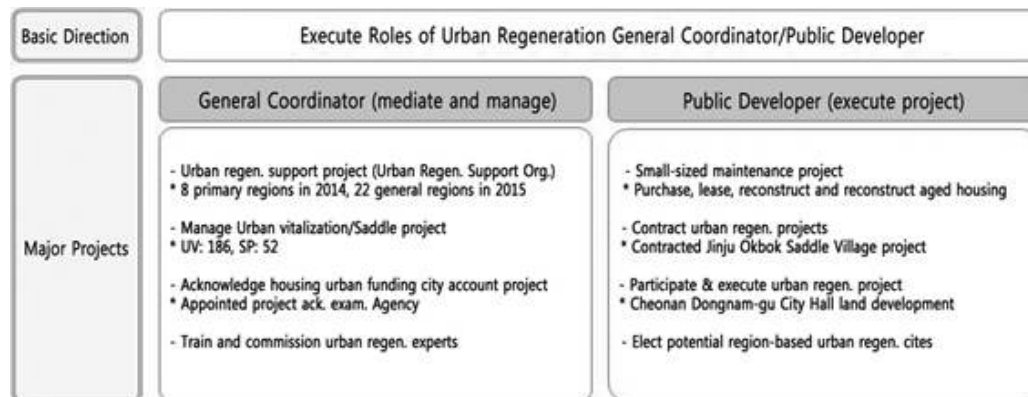 Basic Direction
Execute Roles of Urban Regeneration General Coordinator/Public Developer
Major Projects
General Coordinator (mediate and manage)
- Urban regen. support project (Urban Regen. Support Org.)
* 8 primary regions in 2014, 22 general regions in 2015
- Manage Urban vitalization/Saddle project
* UV: 186, SP: 52
- Acknowledge housing urban funding city account project
* Appointed project ack. exam. Agency
- Train and commission urban regen. experts
Public Developer (execute project)
- Small-sized maintenance project
* Purchase, lease, reconstruct and reconstruct aged housing
- Contract urban regen. projects
* Contracted Jinju Okbok Saddle Village project
- Participate & execute urban regen. project
* Cheonan Dongnam-gu City Hall land development
- Elect potential region-based urban regen. cites